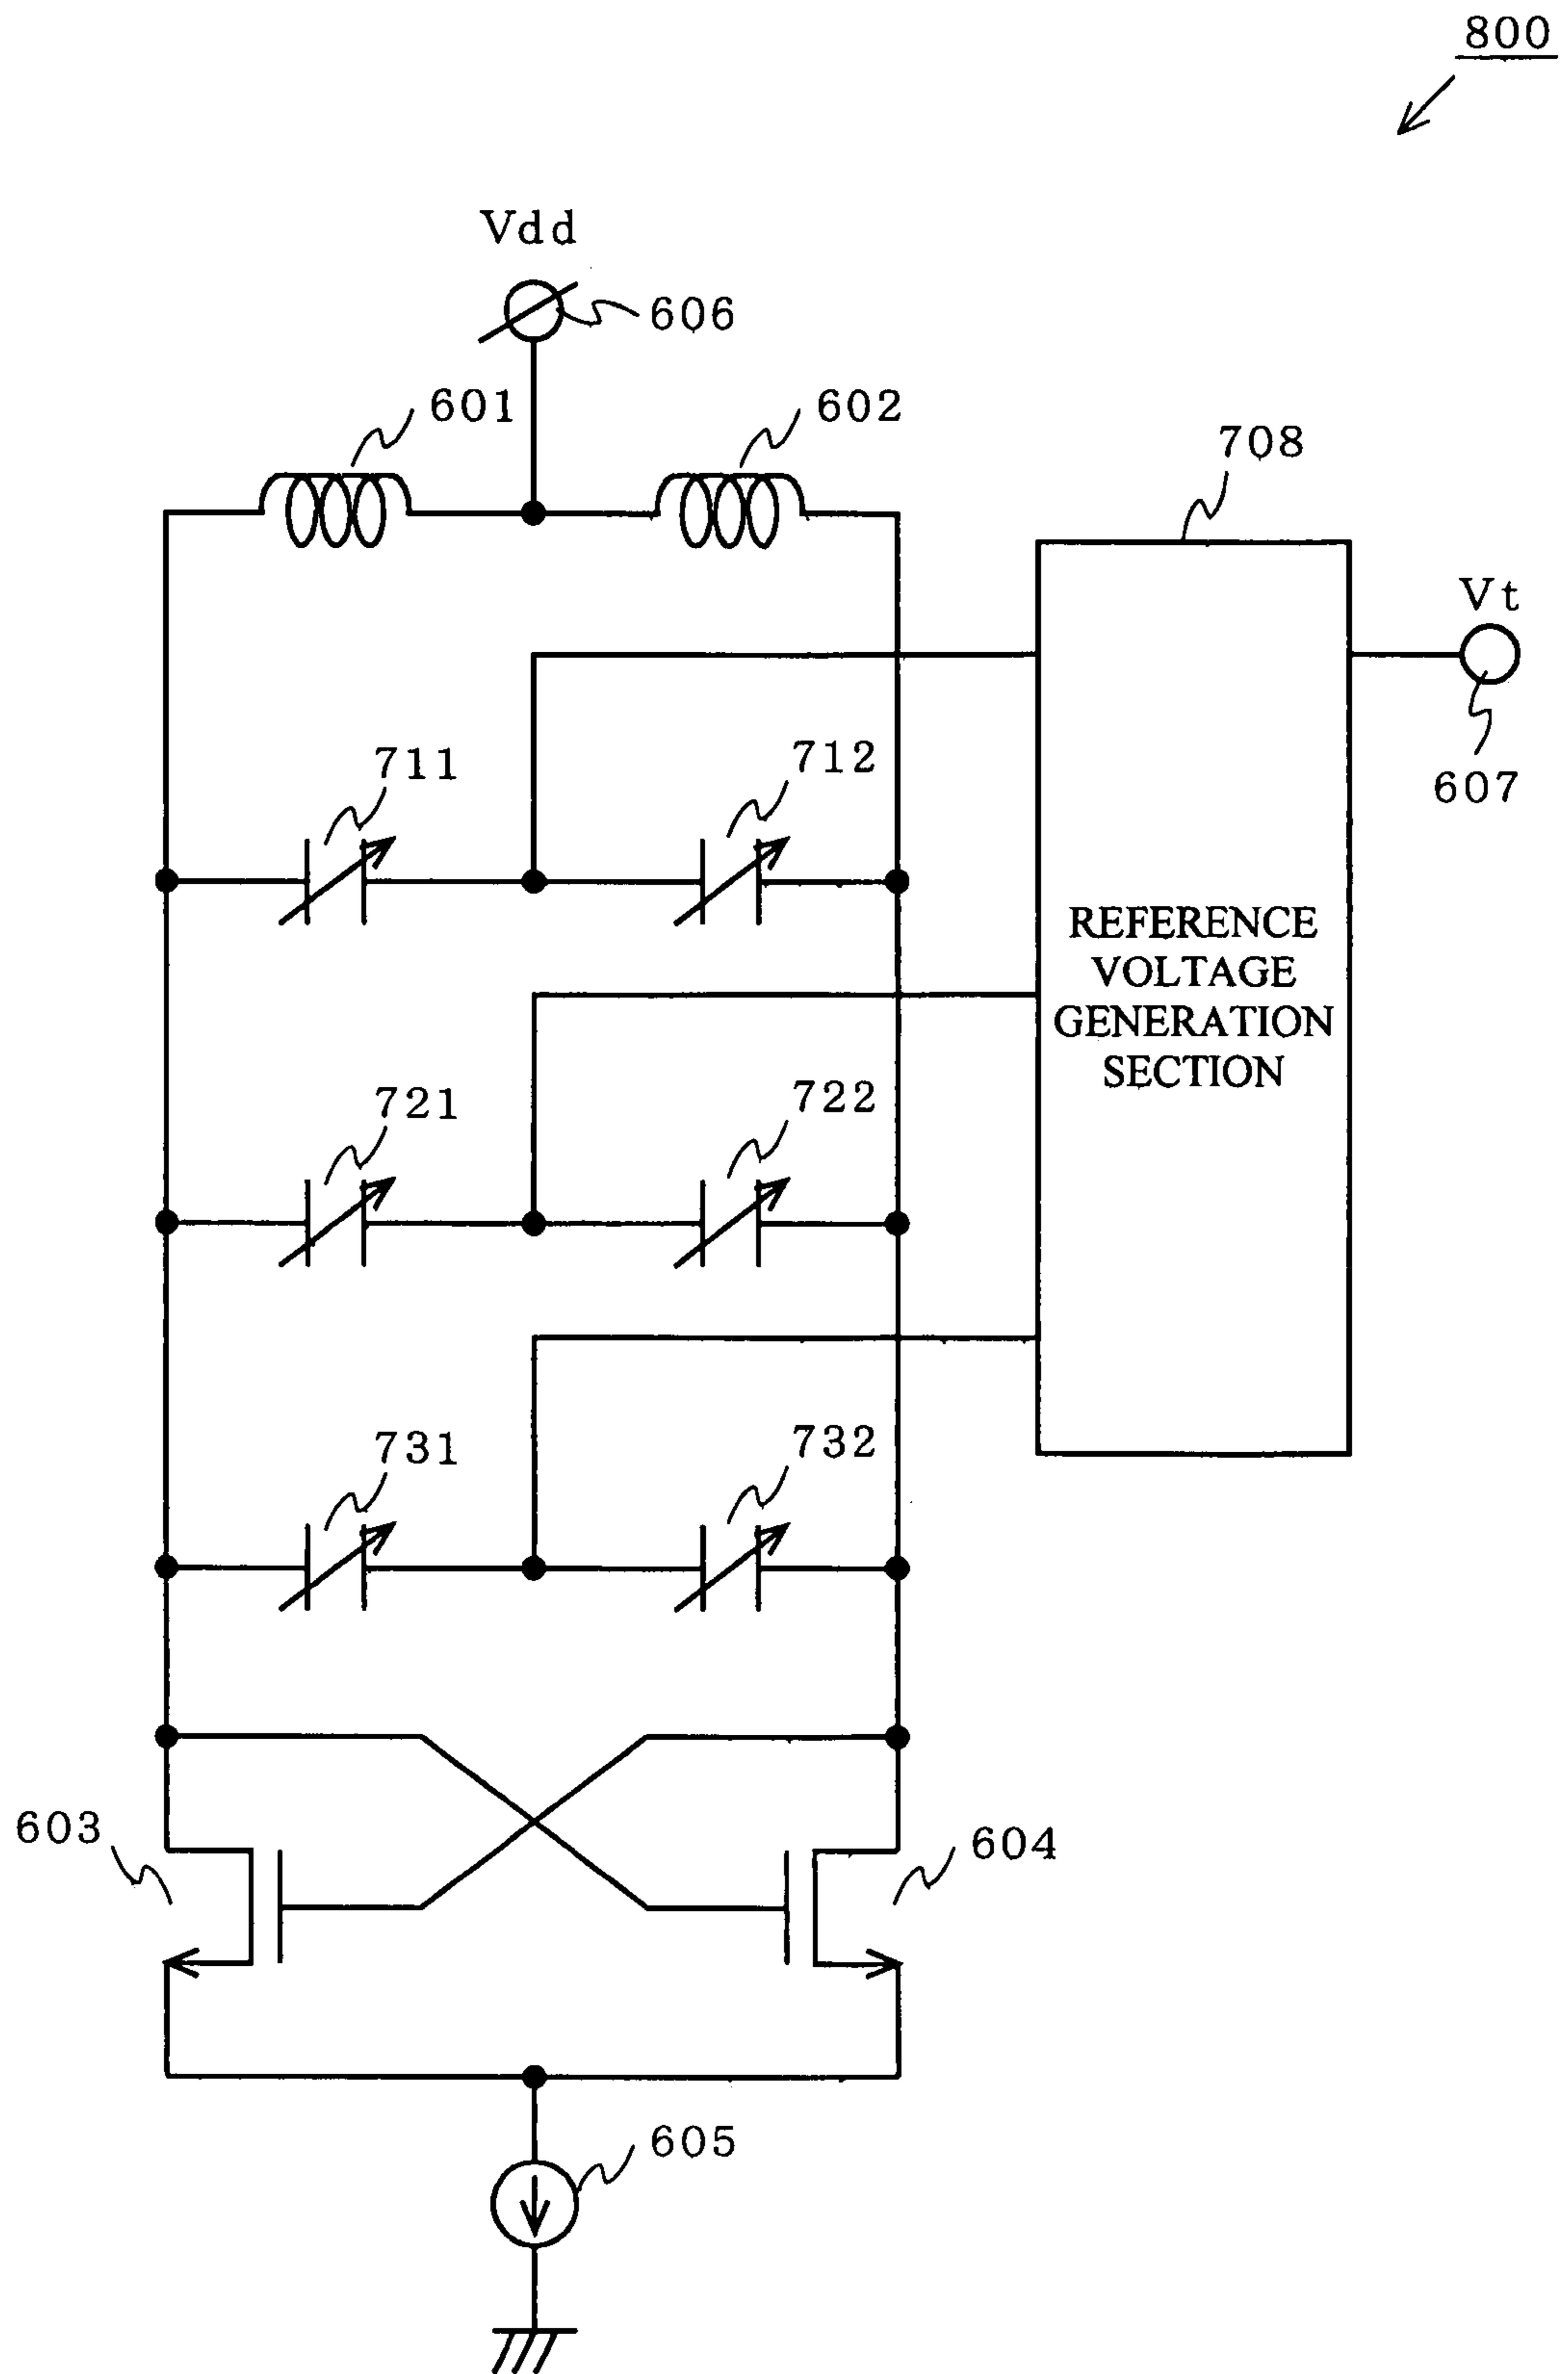 800
Vdd
606
601
602
708
Vt
607
711
712
REFERENCE
VOLTAGE
GENERATION
SECTION
721
722
731
732
603
604
605